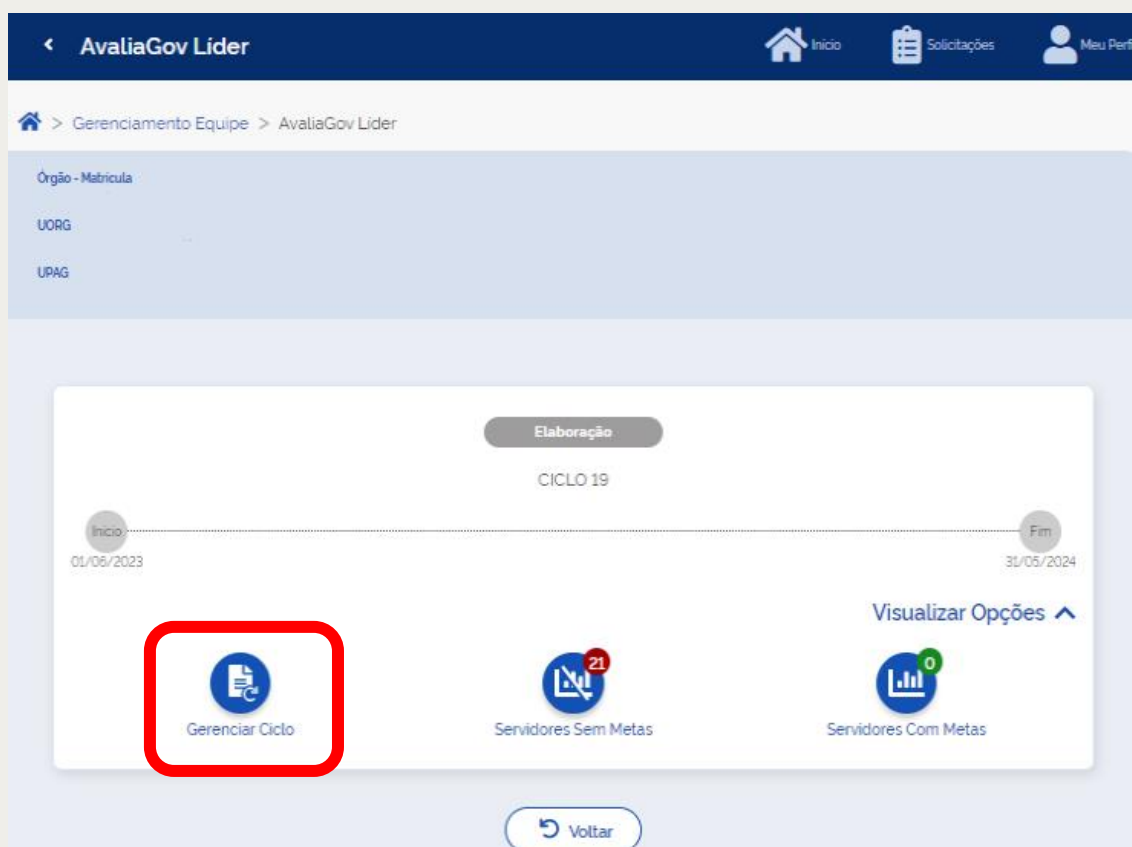 AvaliaGov Líder
Início
Solicitações
Meu Perf
> Gerenciamento Equipe > AvaliaGov Líder
Órgão - Matrícula
UORG
UPAG
Elaboração
CICLO 19
Início
Fim
01/06/2023
31/05/2024
Visualizar Opções
21
0
Gerenciar Ciclo
Servidores Sem Metas
Servidores Com Metas
Voltar